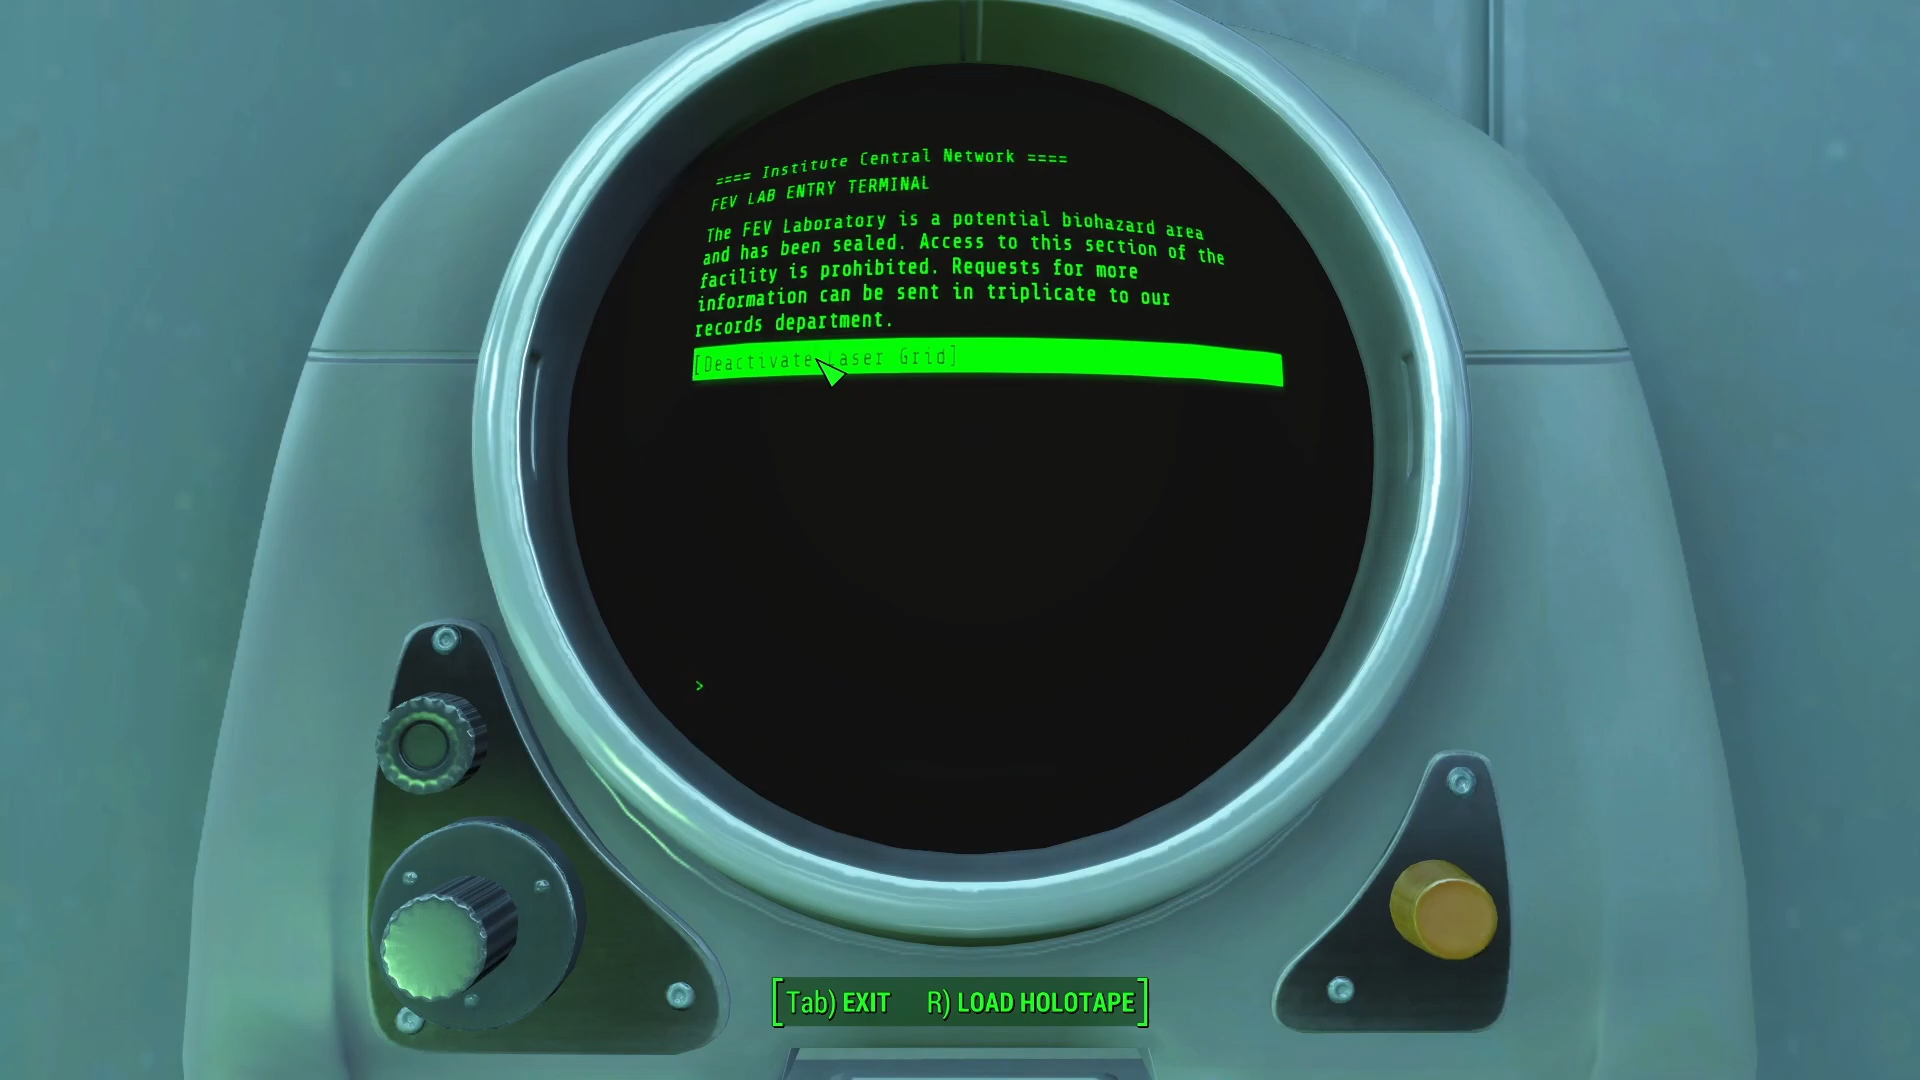 ==== Institute Central Network ====
FEV LAB ENTRY TERMINAL
The FEV Laboratory is a potential biohazard area
and has been sealed. Access to this section of the
facility is prohibited. Requests for more
information can be sent in triplicate to our
records department.
[Deactivate Laser Grid]
>
Tab) EXIT R) LOAD HOLOTAPE